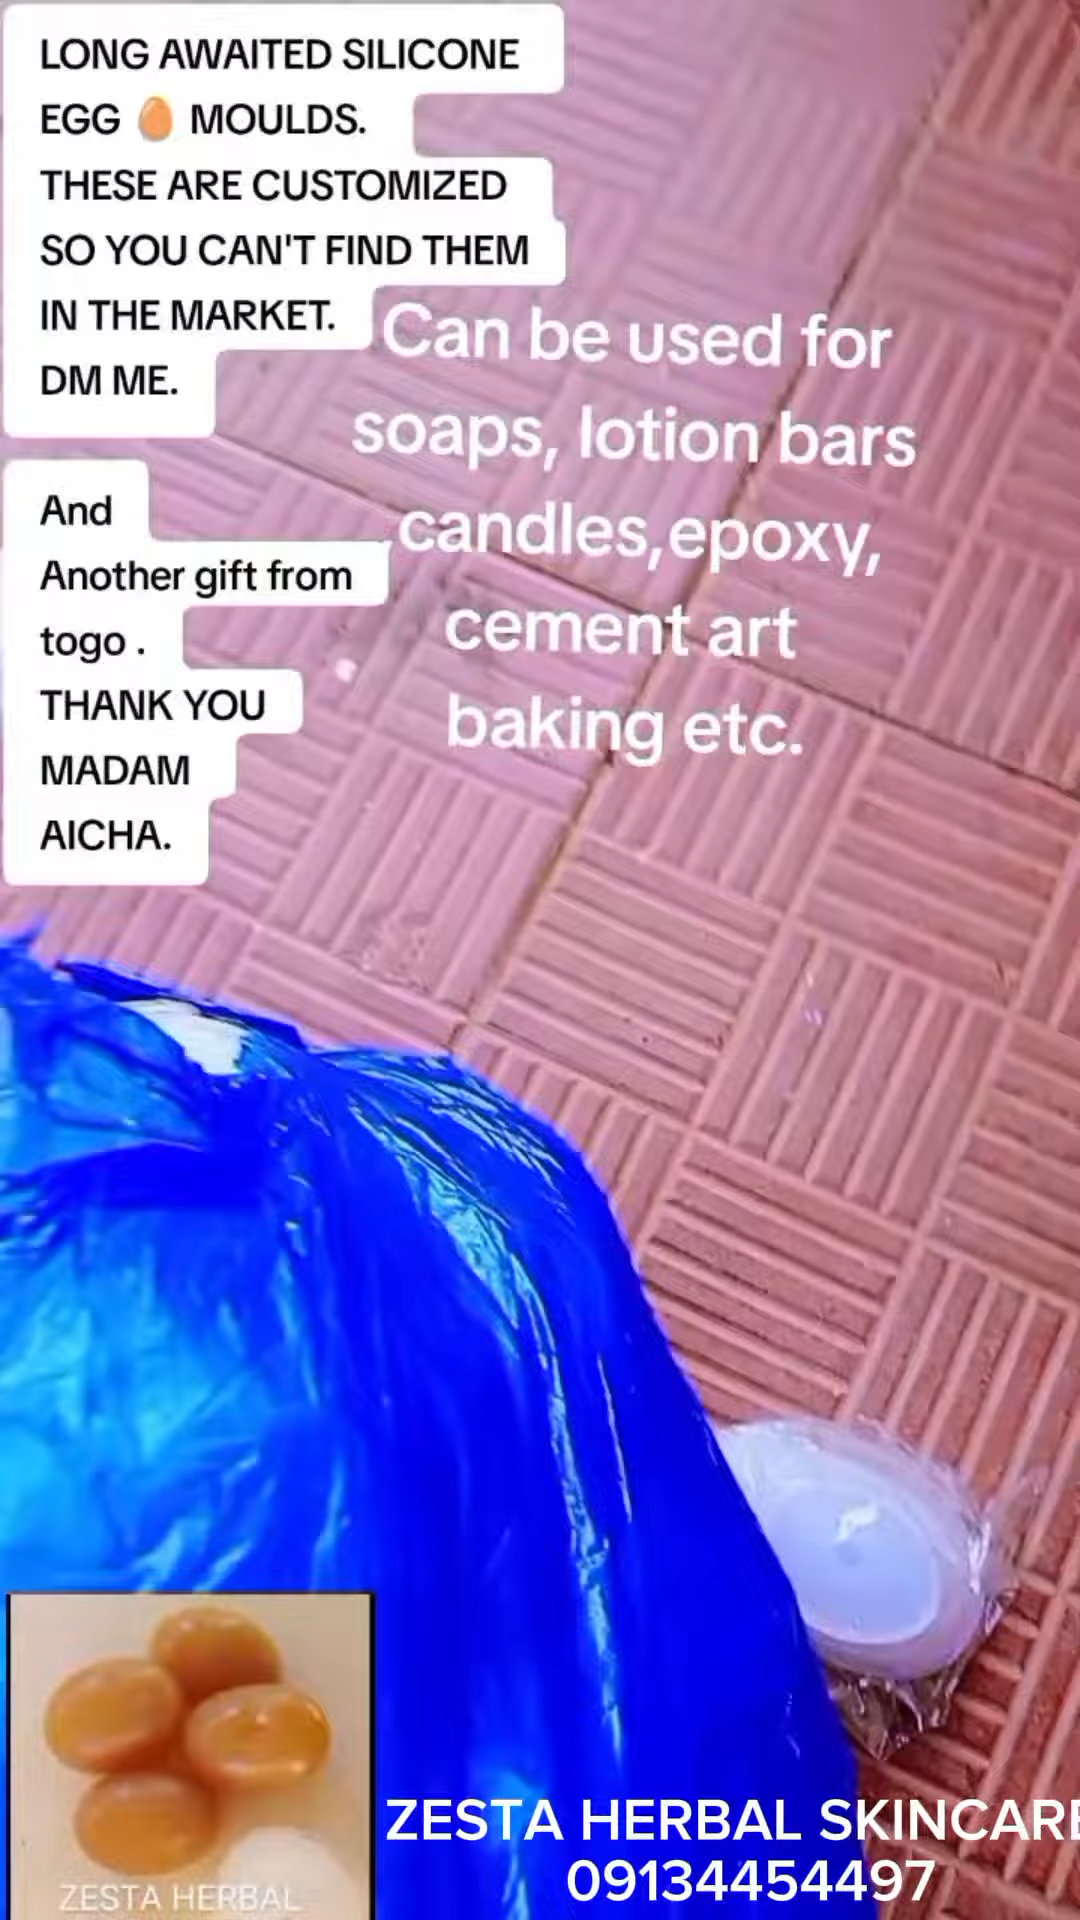 LONG AWAITED SILICONE
EGG 🥚 MOULDS.
THESE ARE CUSTOMIZED
SO YOU CAN'T FIND THEM
IN THE MARKET.
DM ME.
Can be used for
soaps, lotion bars
,candles,epoxy,
cement art
baking etc.
And
Another gift from
togo .
THANK YOU
MADAM
AICHA.
ZESTA HERBAL SKINCARE
09134454497
ZESTA HERBAL